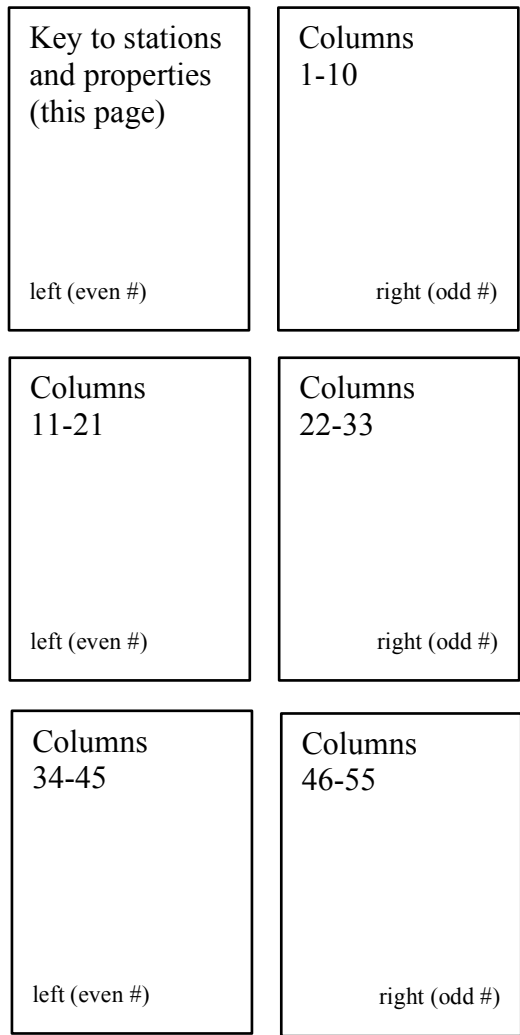 Key to stations
and properties
(this page)
left (even #)
Columns
1-10
right (odd #)
Columns
11-21
left (even #)
Columns
22-33
right (odd #)
Columns
34-45
left (even #)
Columns
46-55
right (odd #)